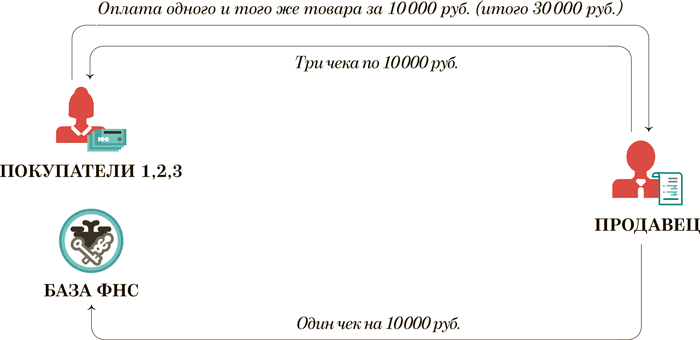 Оплата одного и того же товара за 10 000 руб. (итого 30 000 руб.)
Три чека по 10 000 руб.
100
ПОКУПАТЕЛИ 1,2,3
ПРОДАВЕЦ
БАЗА ФНС
Один чек на 10 000 руб.